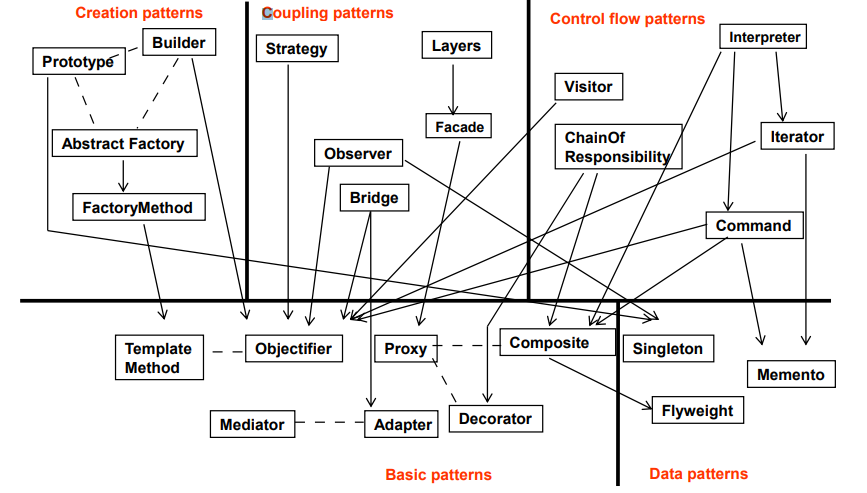 Creation patterns
Coupling patterns
Control flow patterns
Prototype
Builder
Strategy
Layers
Interpreter
Visitor
Abstract Factory
Observer
Facade
ChainOf
Responsibility
Iterator
FactoryMethod
Bridge
Command
Template
Method
Objectifier
Proxy
Composite
Singleton
Memento
Mediator
Adapter
Decorator
Flyweight
Basic patterns
Data patterns